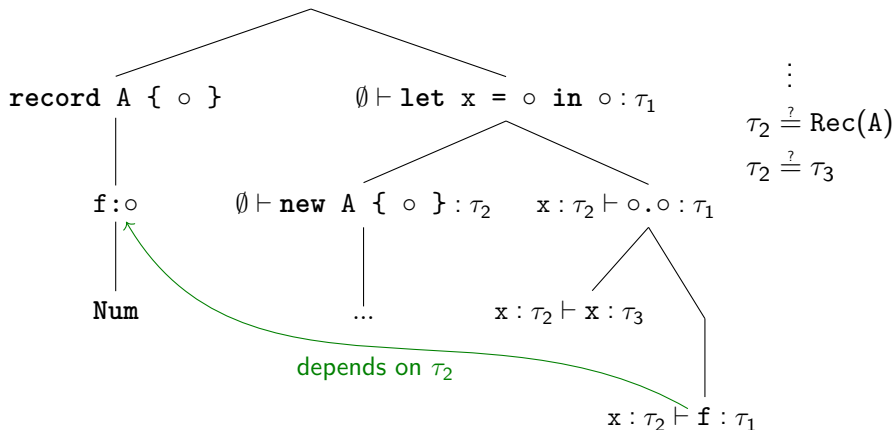 record A { ∘ }
∅ ⊢ let x = ∘ in ∘ : τ₁
⋮
τ₂ ≟ Rec(A)
τ₂ ≟ τ₃
f:∘
∅ ⊢ new A { ∘ } : τ₂
x : τ₂ ⊢ ∘.∘ : τ₁
Num
...
x : τ₂ ⊢ x : τ₃
depends on τ₂
x : τ₂ ⊢ f : τ₁